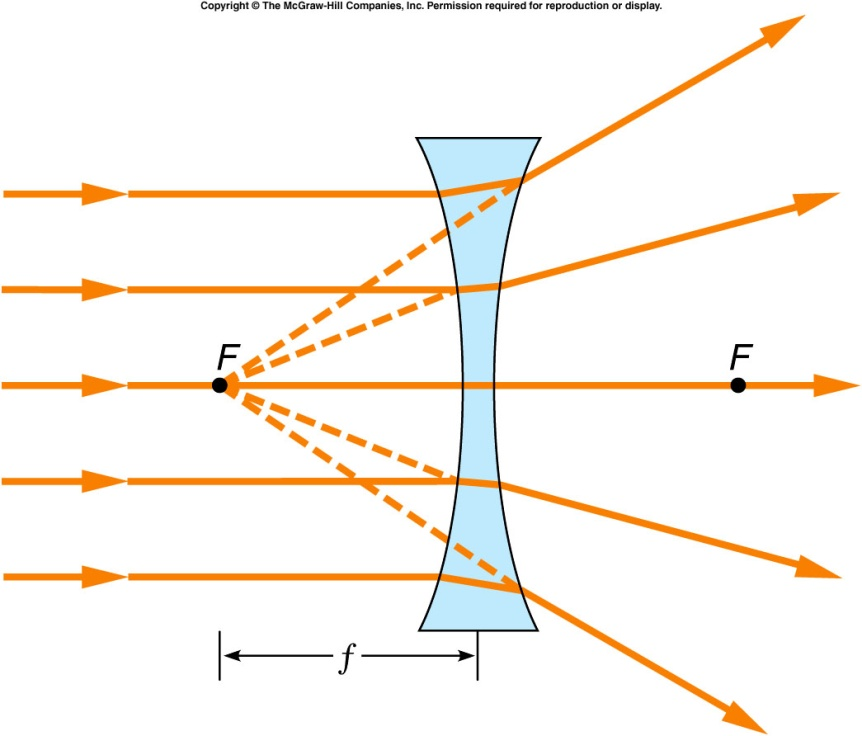 Copyright © The McGraw-Hill Companies, Inc. Permission required for reproduction or display.
F
F
f